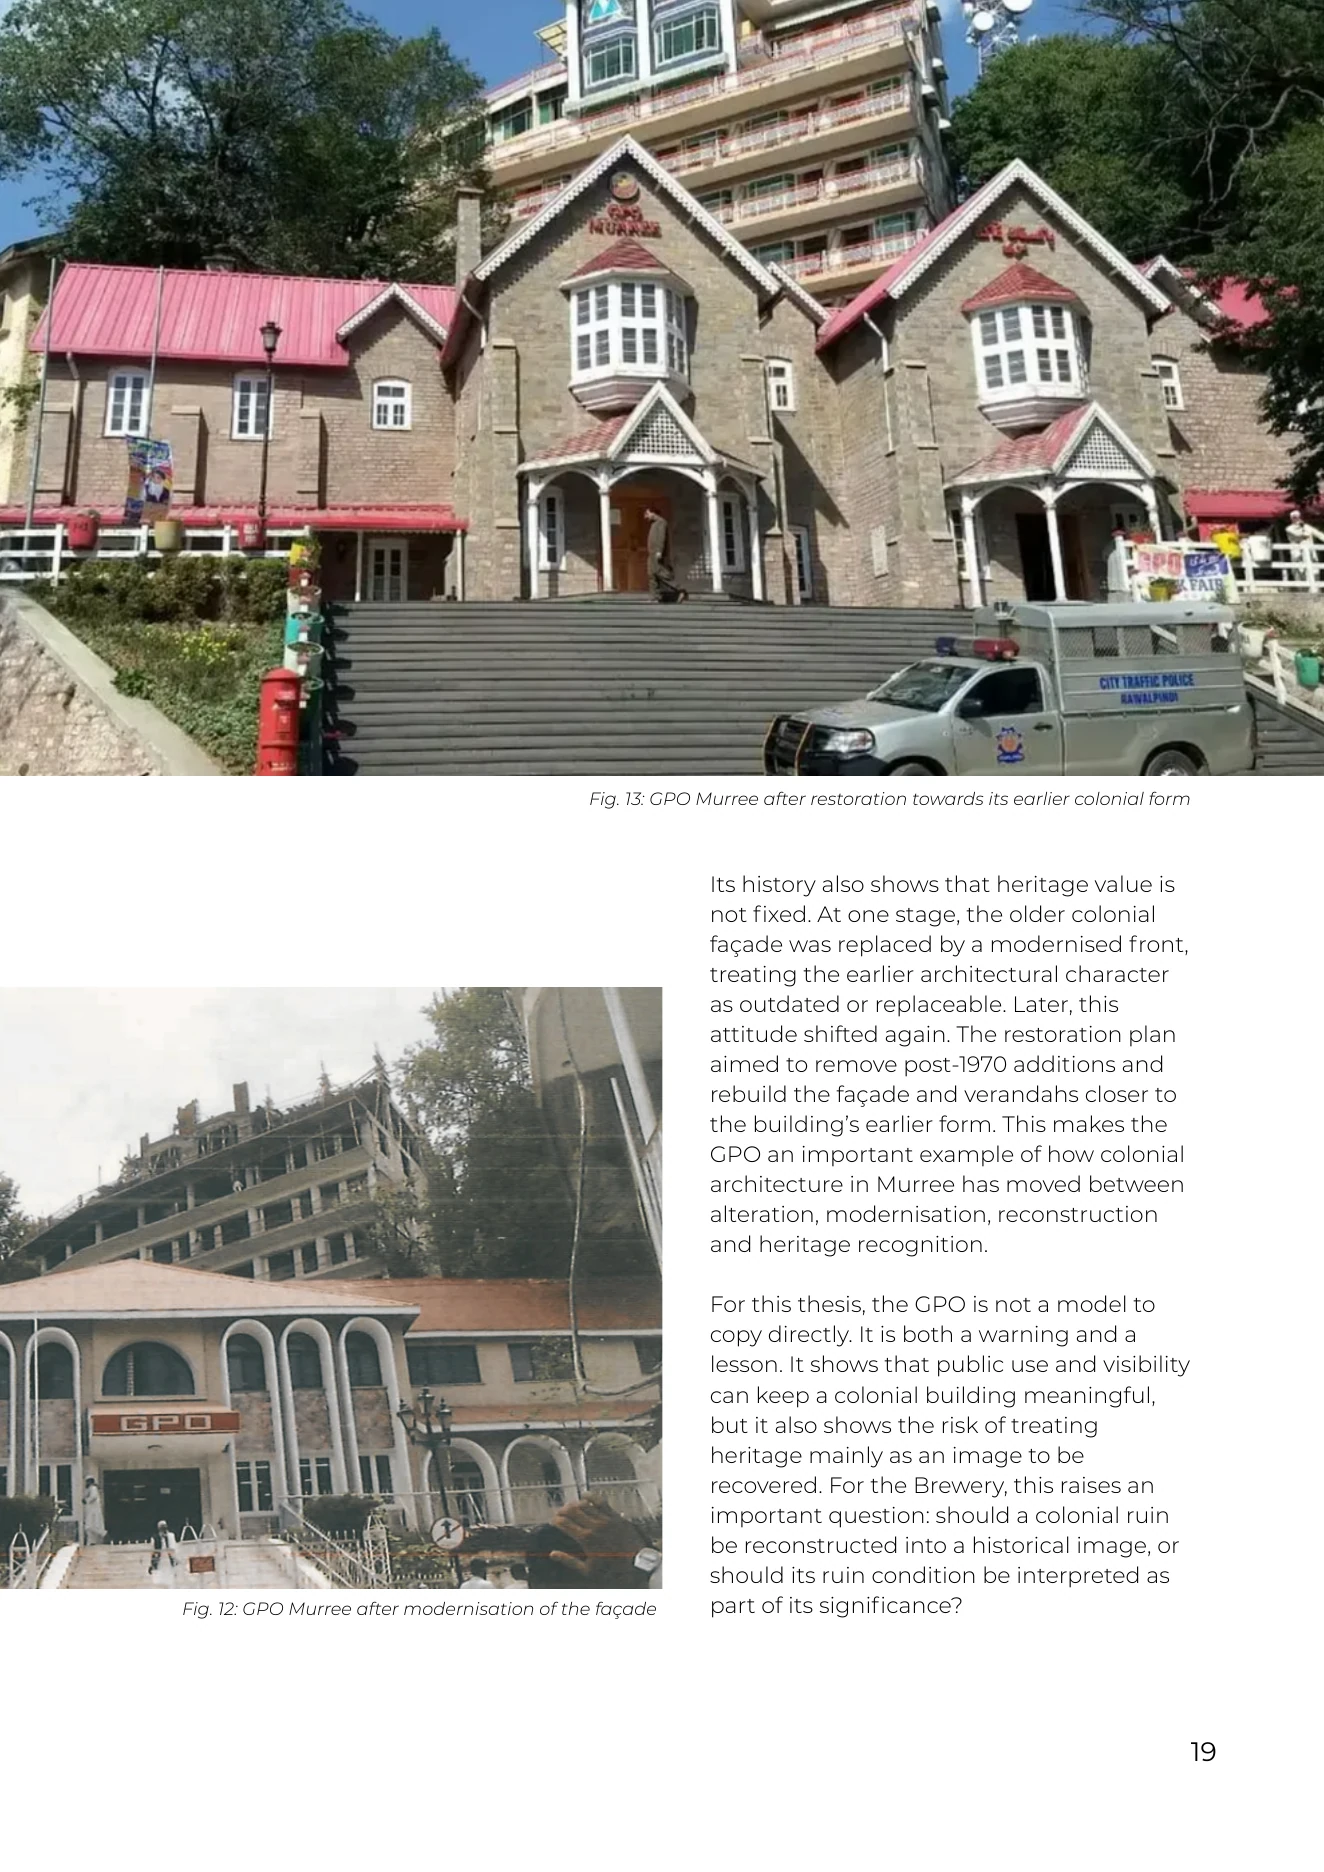 GPO
MURREE
GPO
FAIR
CITY TRAFFIC POLICE
RAWALPINDI
Fig. 13: GPO Murree after restoration towards its earlier colonial form
Its history also shows that heritage value is
not fixed. At one stage, the older colonial
façade was replaced by a modernised front,
treating the earlier architectural character
as outdated or replaceable. Later, this
attitude shifted again. The restoration plan
aimed to remove post-1970 additions and
rebuild the façade and verandahs closer to
the building’s earlier form. This makes the
GPO an important example of how colonial
architecture in Murree has moved between
alteration, modernisation, reconstruction
and heritage recognition.
For this thesis, the GPO is not a model to
copy directly. It is both a warning and a
lesson. It shows that public use and visibility
can keep a colonial building meaningful,
but it also shows the risk of treating
heritage mainly as an image to be
recovered. For the Brewery, this raises an
important question: should a colonial ruin
be reconstructed into a historical image, or
should its ruin condition be interpreted as
part of its significance?
GPO
Fig. 12: GPO Murree after modernisation of the façade
19